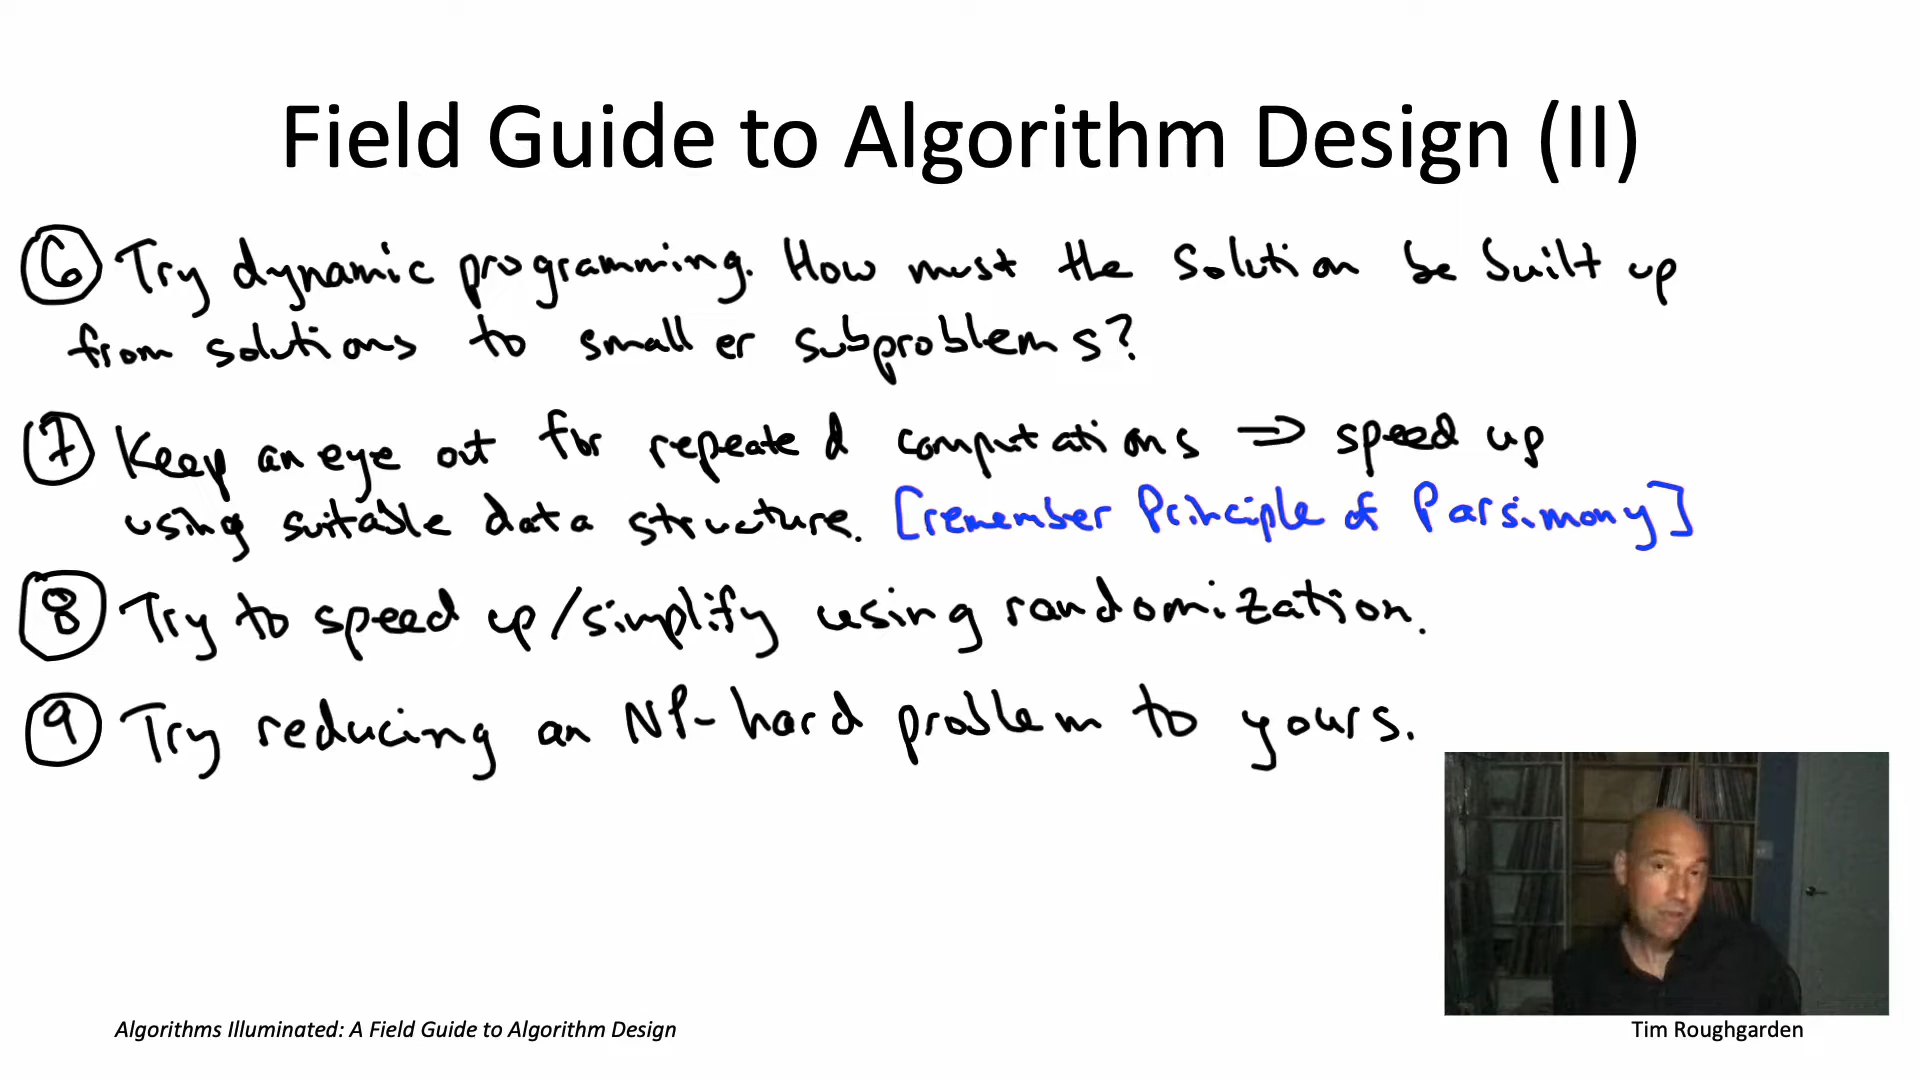 Field Guide to Algorithm Design (II)
⑥ Try dynamic programming. How must the solution be built up
from solutions to smaller subproblems?
⑦ Keep an eye out for repeated computations ⇒ speed up
using suitable data structure. [remember Principle of Parsimony]
⑧ Try to speed up/simplify using randomization.
⑨ Try reducing an NP-hard problem to yours.
Algorithms Illuminated: A Field Guide to Algorithm Design
Tim Roughgarden